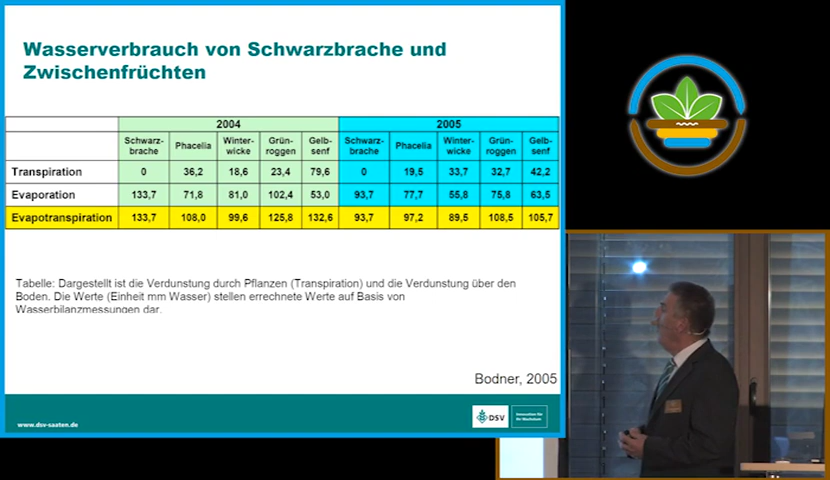 Wasserverbrauch von Schwarzbrache und
Zwischenfrüchten
2004 2005
Schwarz-
brache Phacelia Winter-
wicke Grün-
roggen Gelb-
senf Schwarz-
brache Phacelia Winter-
wicke Grün-
roggen Gelb-
senf
Transpiration 0 36,2 18,6 23,4 79,6 0 19,5 33,7 32,7 42,2
Evaporation 133,7 71,8 81,0 102,4 53,0 93,7 77,7 55,8 75,8 63,5
Evapotranspiration 133,7 108,0 99,6 125,8 132,6 93,7 97,2 89,5 108,5 105,7
Tabelle: Dargestellt ist die Verdunstung durch Pflanzen (Transpiration) und die Verdunstung über den
Boden. Die Werte (Einheit mm Wasser) stellen errechnete Werte auf Basis von
Wasserbilanzmessungen dar.
Bodner, 2005
www.dsv-saaten.de
DSV
Innovation für
Ihr Wachstum